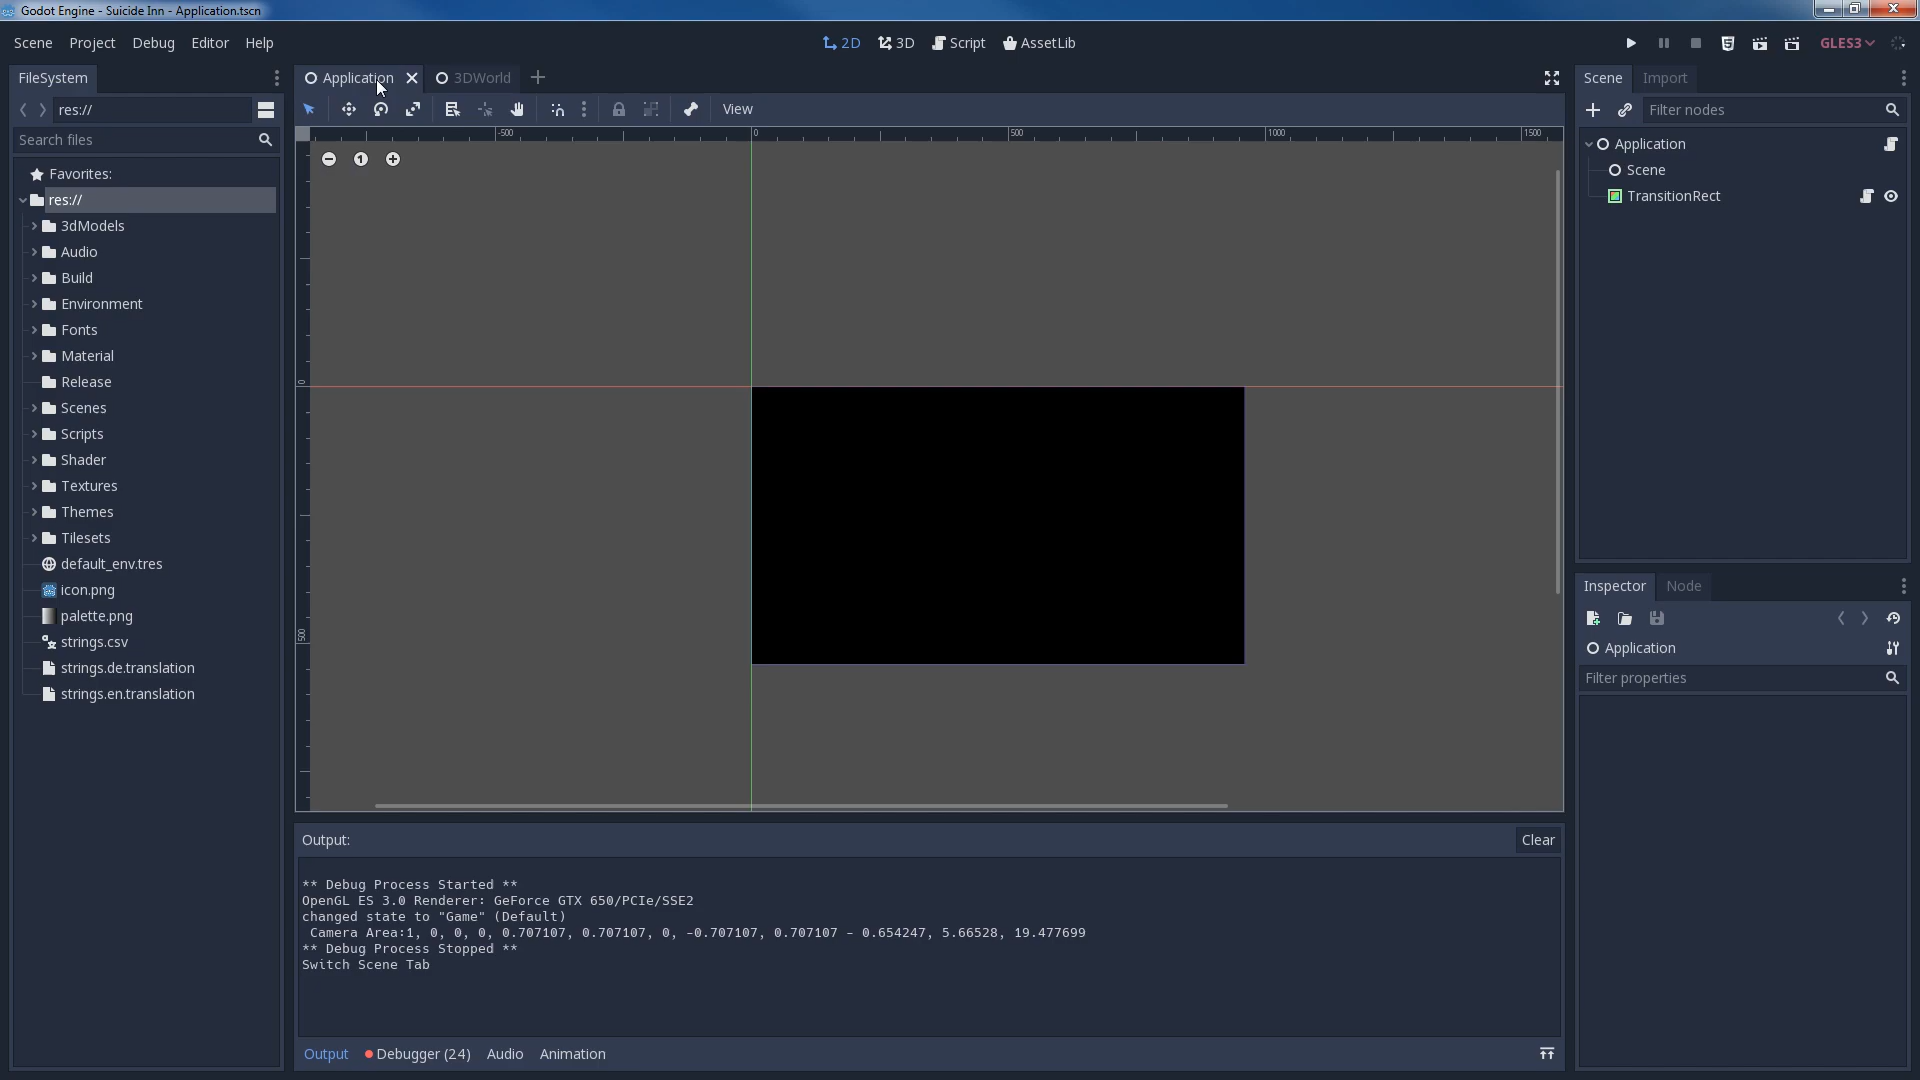 Godot Engine - Suicide Inn - Application.tscn
Scene Project Debug Editor Help
2D 3D Script AssetLib
GLES3
FileSystem
res://
Search files
Favorites:
res://
3dModels
Audio
Build
Environment
Fonts
Material
Release
Scenes
Scripts
Shader
Textures
Themes
Tilesets
default_env.tres
icon.png
palette.png
strings.csv
strings.de.translation
strings.en.translation
Application 3DWorld
View
-500 0 500 1000 1500
1
0
500
Output:
Clear
** Debug Process Started **
OpenGL ES 3.0 Renderer: GeForce GTX 650/PCIe/SSE2
changed state to "Game" (Default)
Camera Area:1, 0, 0, 0, 0.707107, 0.707107, 0, -0.707107, 0.707107 - 0.654247, 5.66528, 19.477699
** Debug Process Stopped **
Switch Scene Tab
Output Debugger (24) Audio Animation
Scene Import
Filter nodes
Application
Scene
TransitionRect
Inspector Node
Application
Filter properties